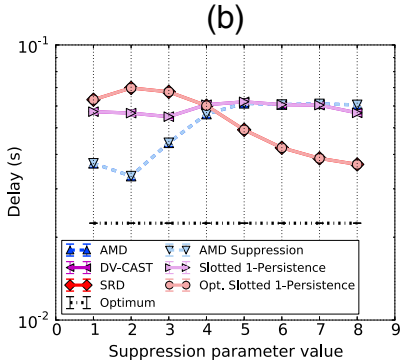 (b)
10⁻¹
Delay (s)
AMD
DV-CAST
SRD
Optimum
AMD Suppression
Slotted 1-Persistence
Opt. Slotted 1-Persistence
10⁻²
0 1 2 3 4 5 6 7 8 9
Suppression parameter value